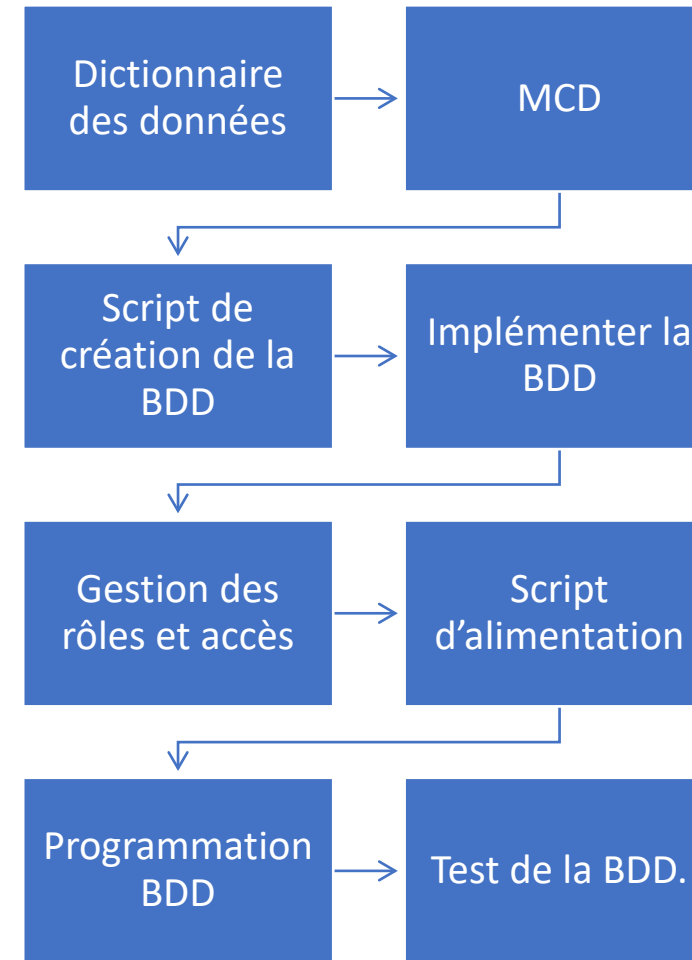 Dictionnaire
des données
MCD
Script de
création de la
BDD
Implémenter la
BDD
Gestion des
rôles et accès
Script
d’alimentation
Programmation
BDD
Test de la BDD.